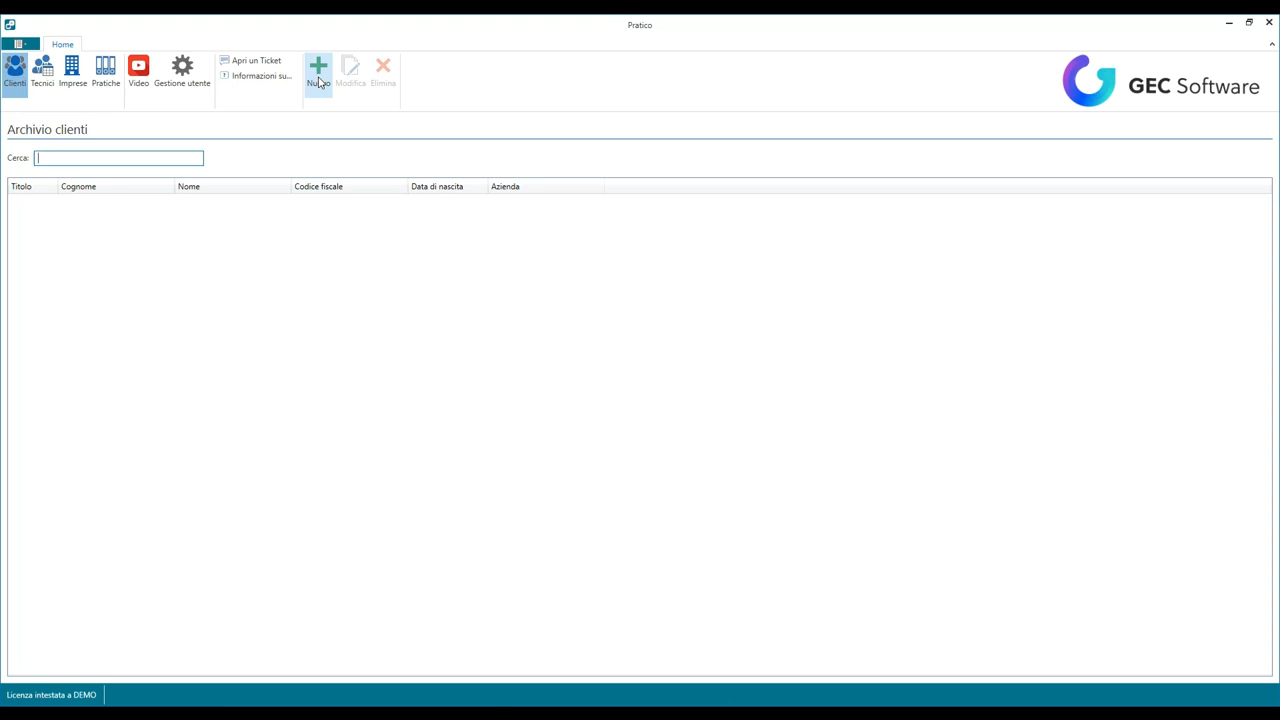 Pratico
Home
Clienti Tecnici Imprese Pratiche Video Gestione utente
Apri un Ticket
Informazioni su...
Nuovo Modifica Elimina
GEC Software
Archivio clienti
Cerca:
Titolo Cognome Nome Codice fiscale Data di nascita Azienda
Licenza intestata a DEMO